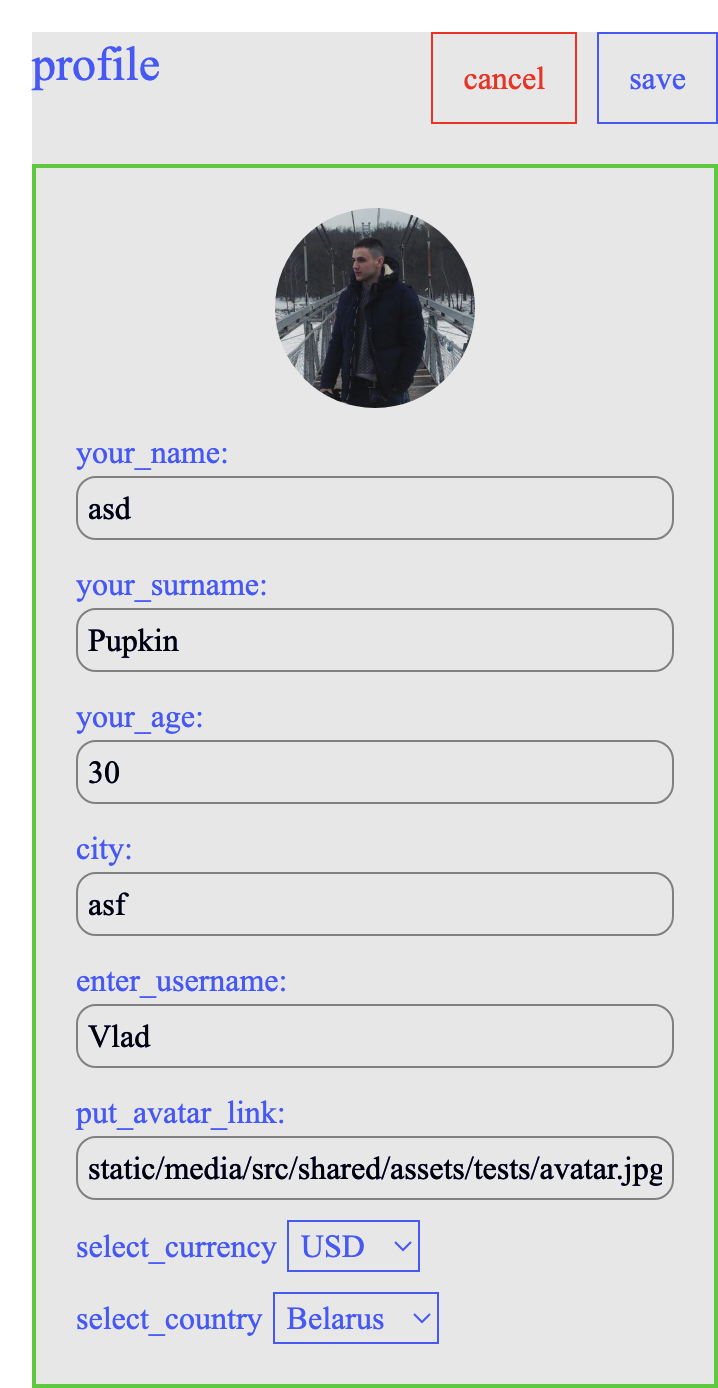 profile
cancel
save
your_name:
asd
your_surname:
Pupkin
your_age:
30
city:
asf
enter_username:
Vlad
put_avatar_link:
static/media/src/shared/assets/tests/avatar.jpg
select_currency USD
select_country Belarus